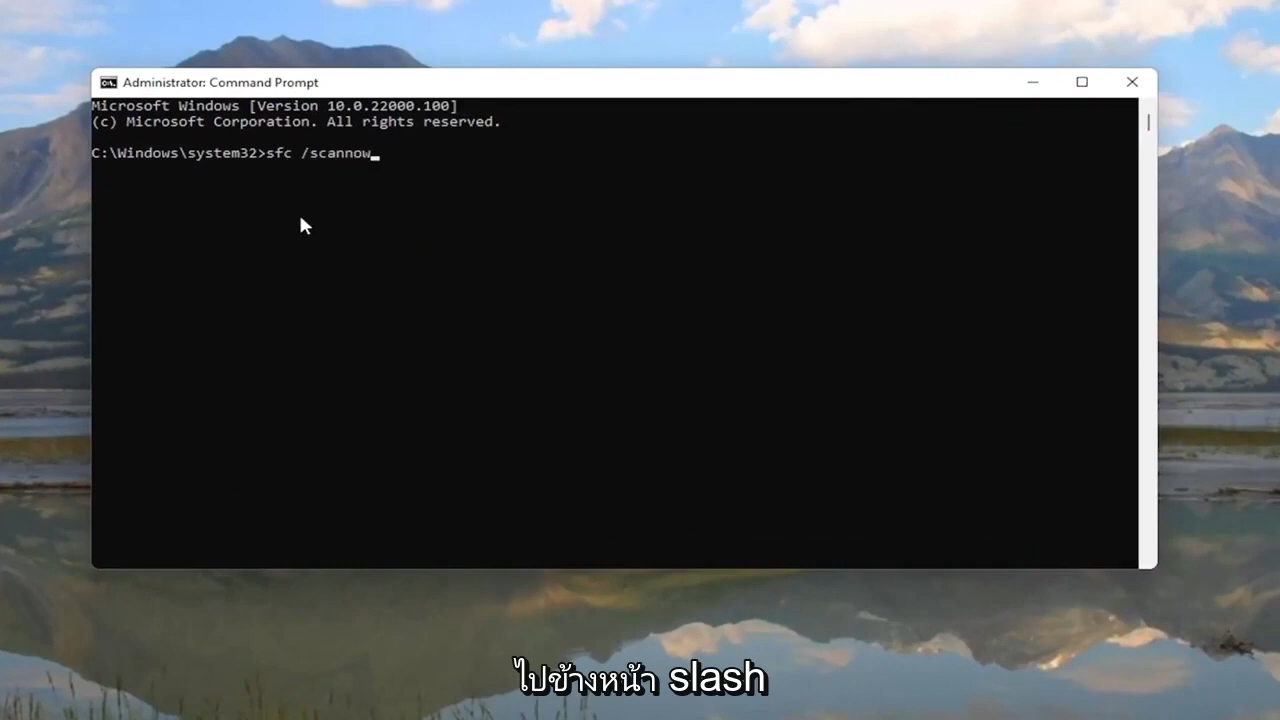 Administrator: Command Prompt
Microsoft Windows [Version 10.0.22000.100]
(c) Microsoft Corporation. All rights reserved.
C:\Windows\system32>sfc /scannow
ไปข้างหน้า slash